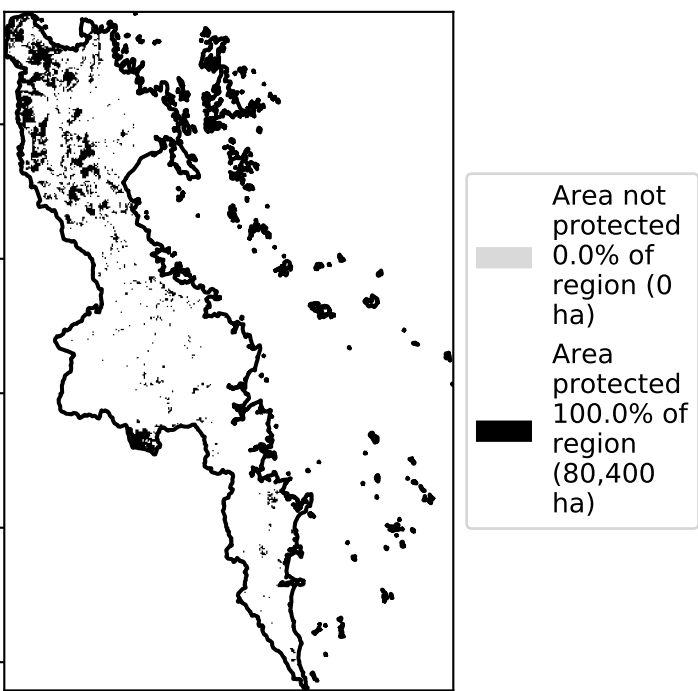 Area not
protected
0.0% of
region (0
ha)
Area
protected
100.0% of
region
(80,400
ha)